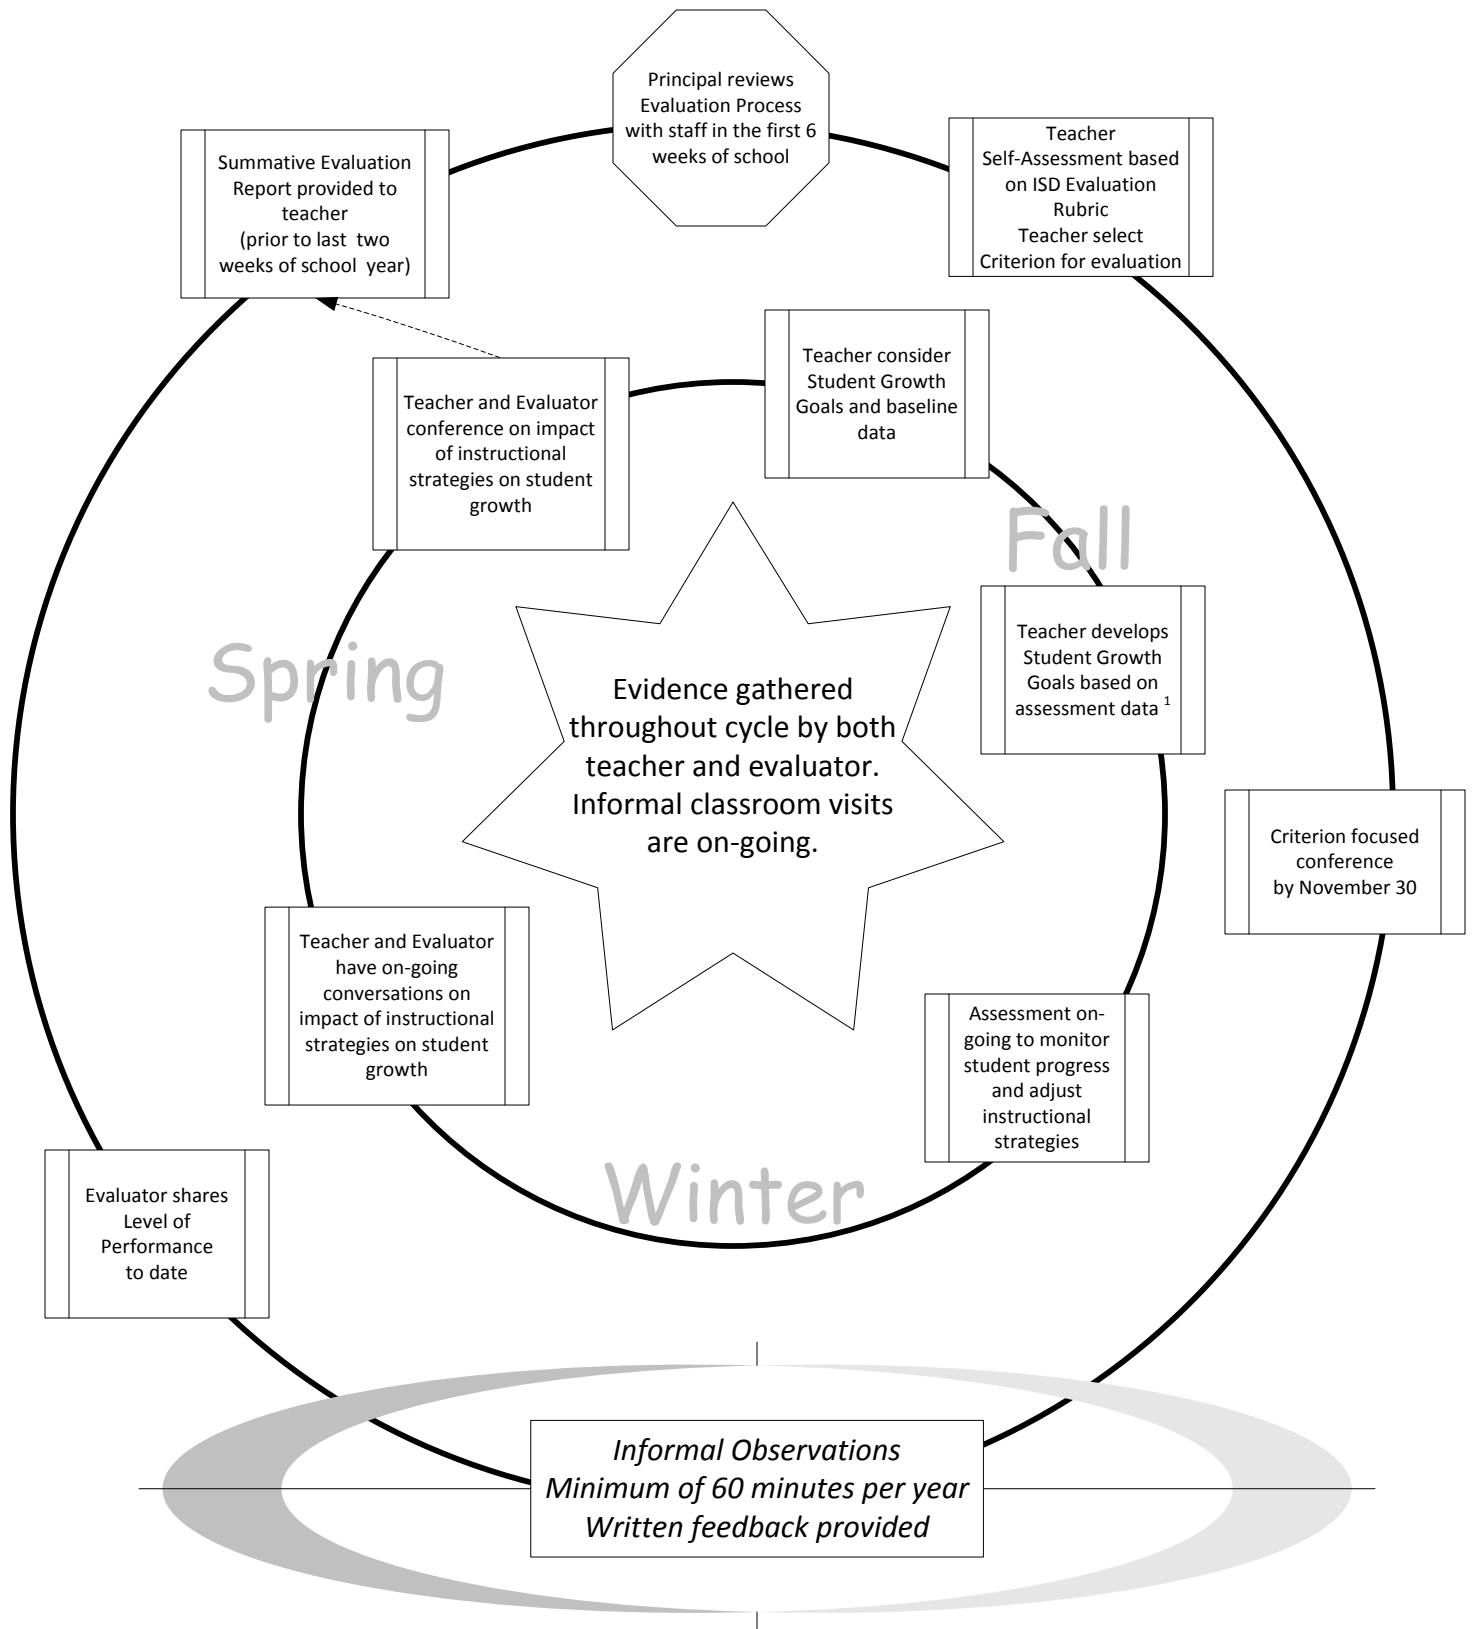 Principal reviews
Evaluation Process
with staff in the first 6
weeks of school
Teacher
Self-Assessment based
on ISD Evaluation
Rubric
Teacher select
Criterion for evaluation
Summative Evaluation
Report provided to
teacher
(prior to last two
weeks of school year)
Teacher consider
Student Growth
Goals and baseline
data
Teacher and Evaluator
conference on impact
of instructional
strategies on student
growth
Fall
Teacher develops
Student Growth
Goals based on
assessment data 1
Spring
Evidence gathered
throughout cycle by both
teacher and evaluator.
Informal classroom visits
are on-going.
Criterion focused
conference
by November 30
Teacher and Evaluator
have on-going
conversations on
impact of instructional
strategies on student
growth
Assessment on-
going to monitor
student progress
and adjust
instructional
strategies
Winter
Evaluator shares
Level of
Performance
to date
Informal Observations
Minimum of 60 minutes per year
Written feedback provided